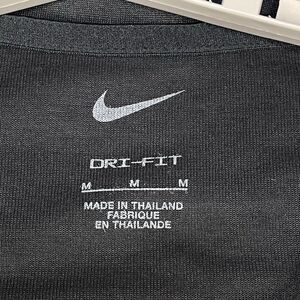 DRI-FIT
M M M
MADE IN THAILAND
FABRIQUE
EN THAILANDE